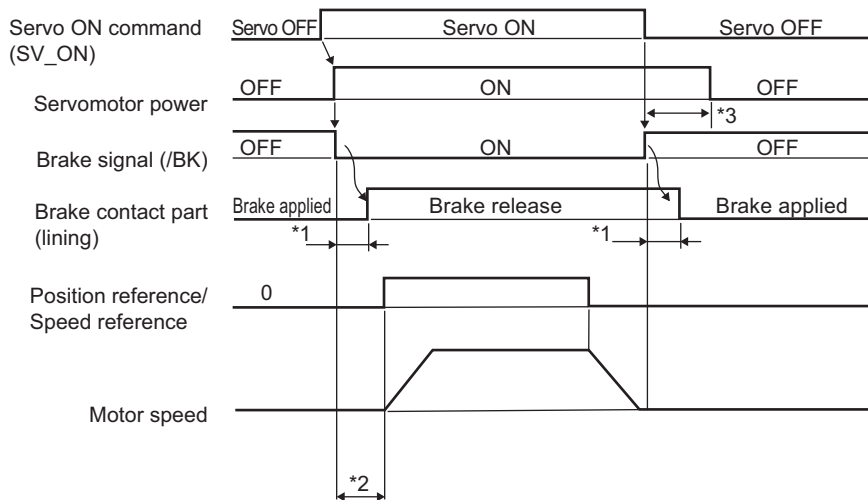 Servo ON command
(SV_ON)
Servo OFF
Servo ON
Servo OFF
Servomotor power
OFF
ON
OFF
*3
Brake signal (/BK)
OFF
ON
OFF
Brake contact part
(lining)
Brake applied
Brake release
Brake applied
*1
*1
Position reference/
Speed reference
0
Motor speed
*2